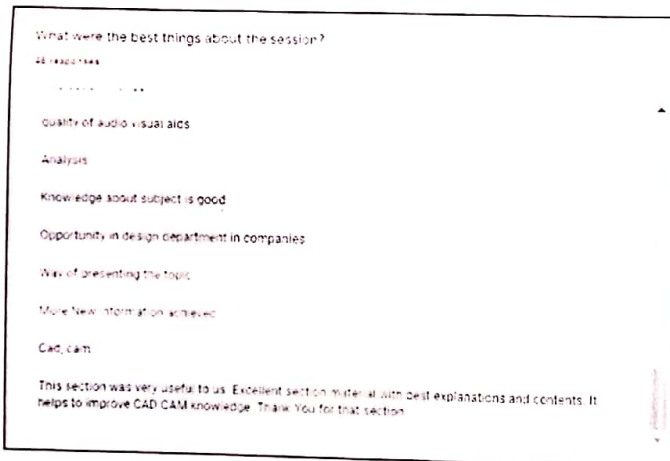 What were the best things about the session?
responses
quality of audio visual aids
Analysis
Knowledge about subject is good
Opportunity in design department in companies
Way of presenting the topic
More New information achieved
Cad, cam
This section was very useful to us. Excellent section material with best explanations and contents. It
helps to improve CAD CAM knowledge. Thank You for that section